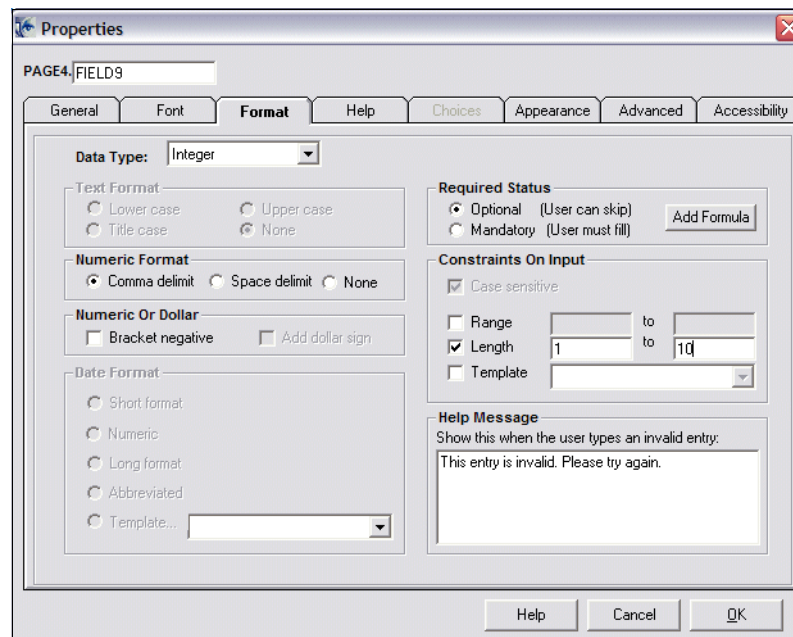 Properties
PAGE4. FIELD9
General Font Format Help Choices Appearance Advanced Accessibility
Data Type: Integer
Text Format
Lower case Upper case
Title case None
Numeric Format
Comma delimit Space delimit None
Numeric Or Dollar
Bracket negative Add dollar sign
Date Format
Short format
Numeric
Long format
Abbreviated
Template...
Required Status
Optional (User can skip)
Mandatory (User must fill)
Add Formula
Constraints On Input
Case sensitive
Range to
Length 1 to 10
Template
Help Message
Show this when the user types an invalid entry:
This entry is invalid. Please try again.
Help Cancel OK